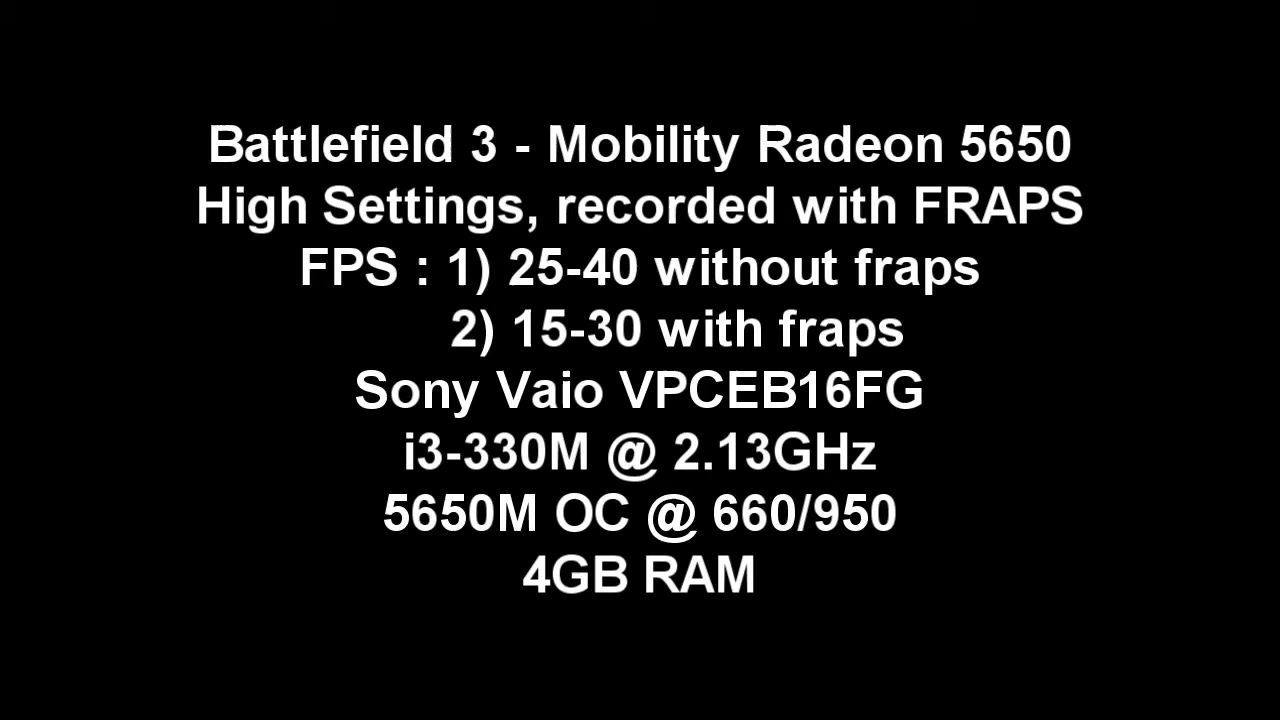 Battlefield 3 - Mobility Radeon 5650
High Settings, recorded with FRAPS
FPS : 1) 25-40 without fraps
2) 15-30 with fraps
Sony Vaio VPCEB16FG
i3-330M @ 2.13GHz
5650M OC @ 660/950
4GB RAM